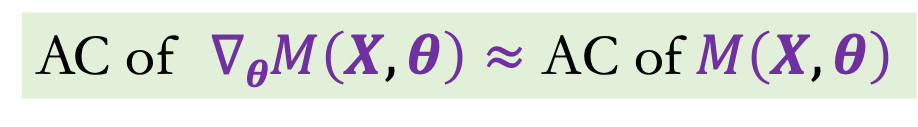 AC of ∇θM(X, θ) ≈ AC of M(X, θ)